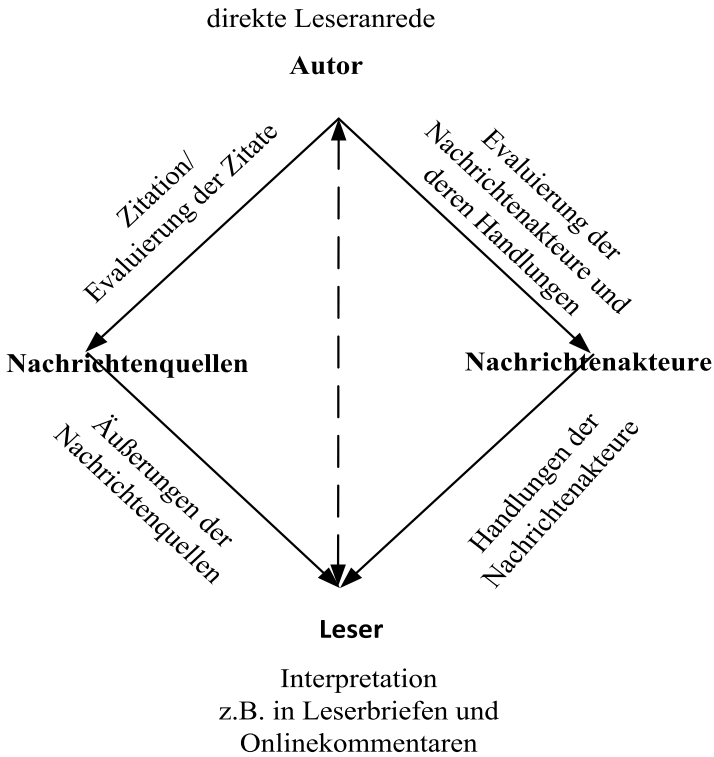 direkte Leseranrede
Autor
Zitation/
Evaluierung der Zitate
Evaluierung der
Nachrichtenakteure und
deren Handlungen
Nachrichtenquellen
Nachrichtenakteure
Äußerungen der
Nachrichtenquellen
Handlungen der
Nachrichtenakteure
Leser
Interpretation
z.B. in Leserbriefen und
Onlinekommentaren